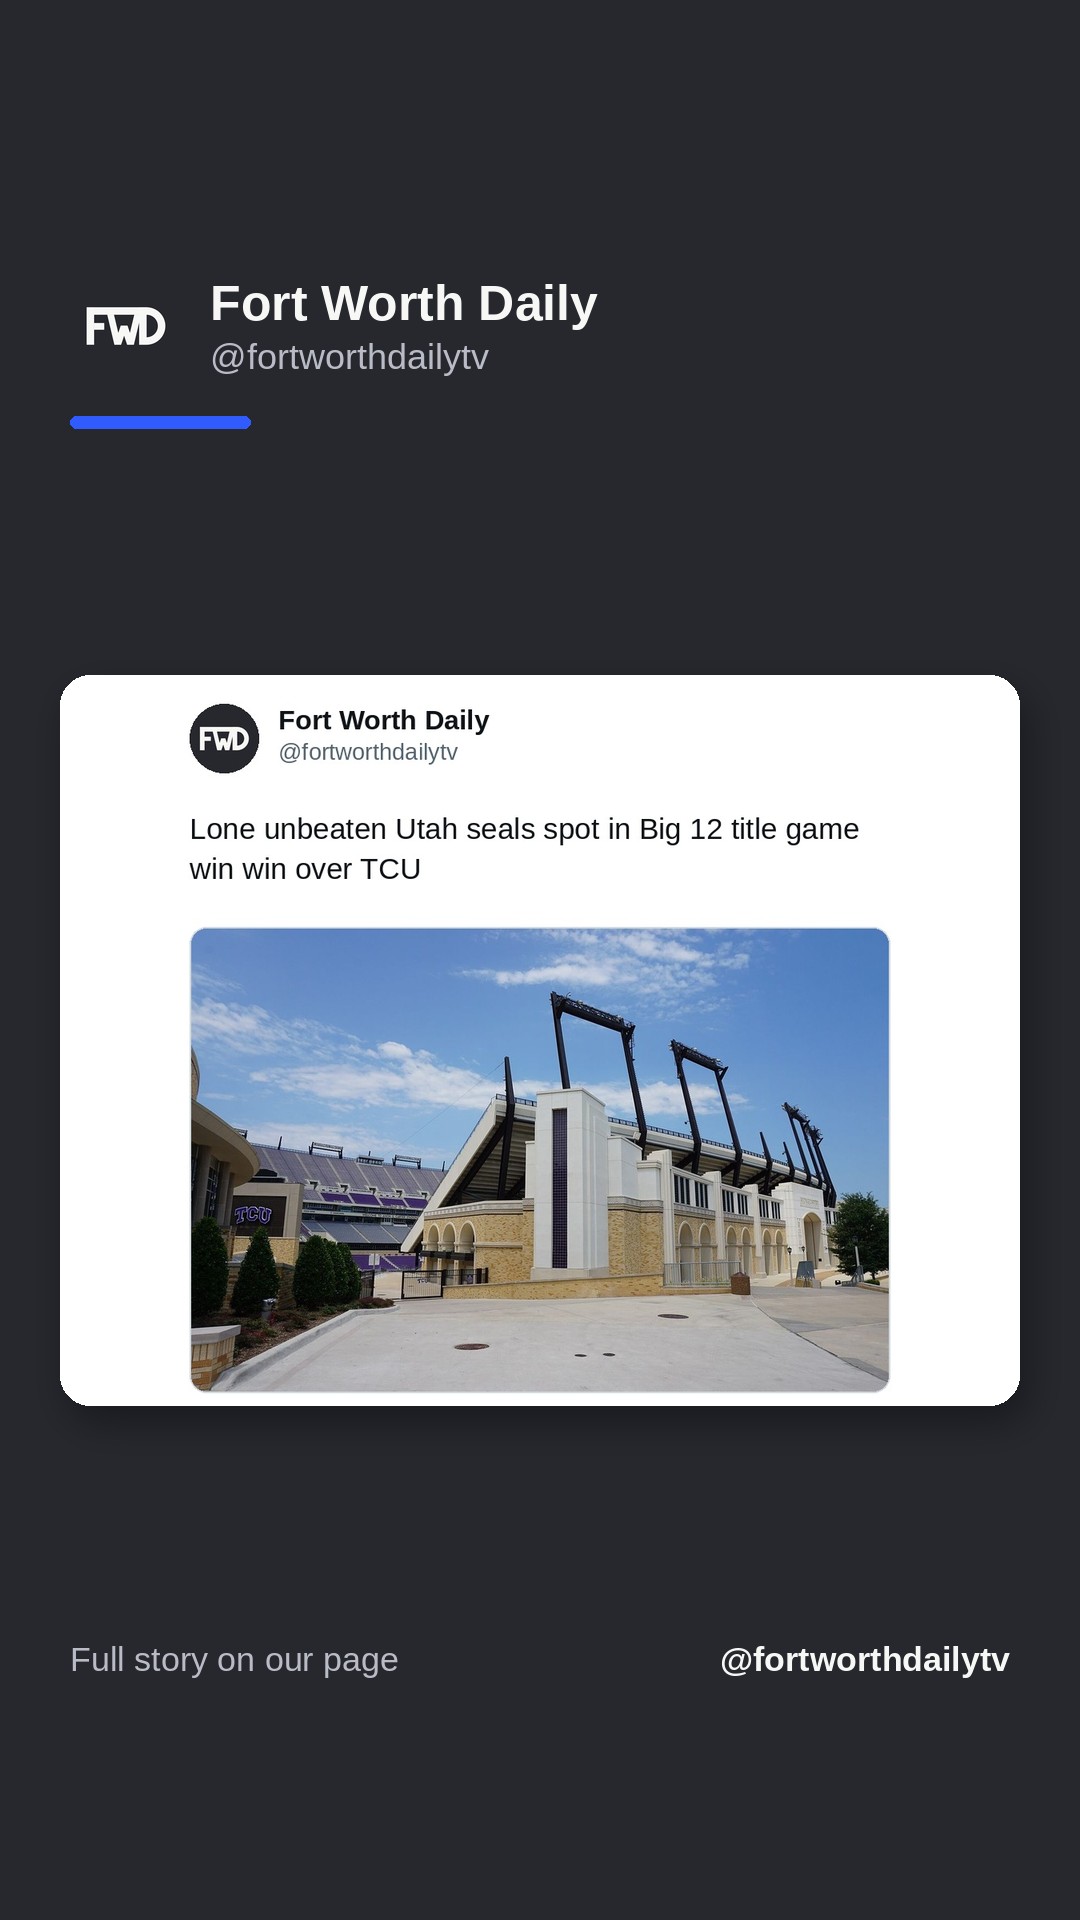 FWD
Fort Worth Daily
@fortworthdailytv
FWD
Fort Worth Daily
@fortworthdailytv
Lone unbeaten Utah seals spot in Big 12 title game
win win over TCU
TCU
Full story on our page
@fortworthdailytv